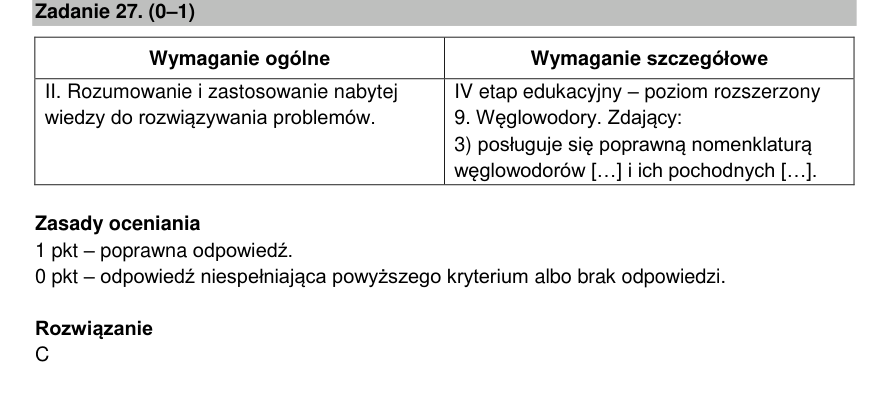 Zadanie 27. (0–1)
Wymaganie ogólne
Wymaganie szczegółowe
II. Rozumowanie i zastosowanie nabytej
wiedzy do rozwiązywania problemów.
IV etap edukacyjny – poziom rozszerzony
9. Węglowodory. Zdający:
3) posługuje się poprawną nomenklaturą
węglowodorów […] i ich pochodnych […].
Zasady oceniania
1 pkt – poprawna odpowiedź.
0 pkt – odpowiedź niespełniająca powyższego kryterium albo brak odpowiedzi.
Rozwiązanie
C